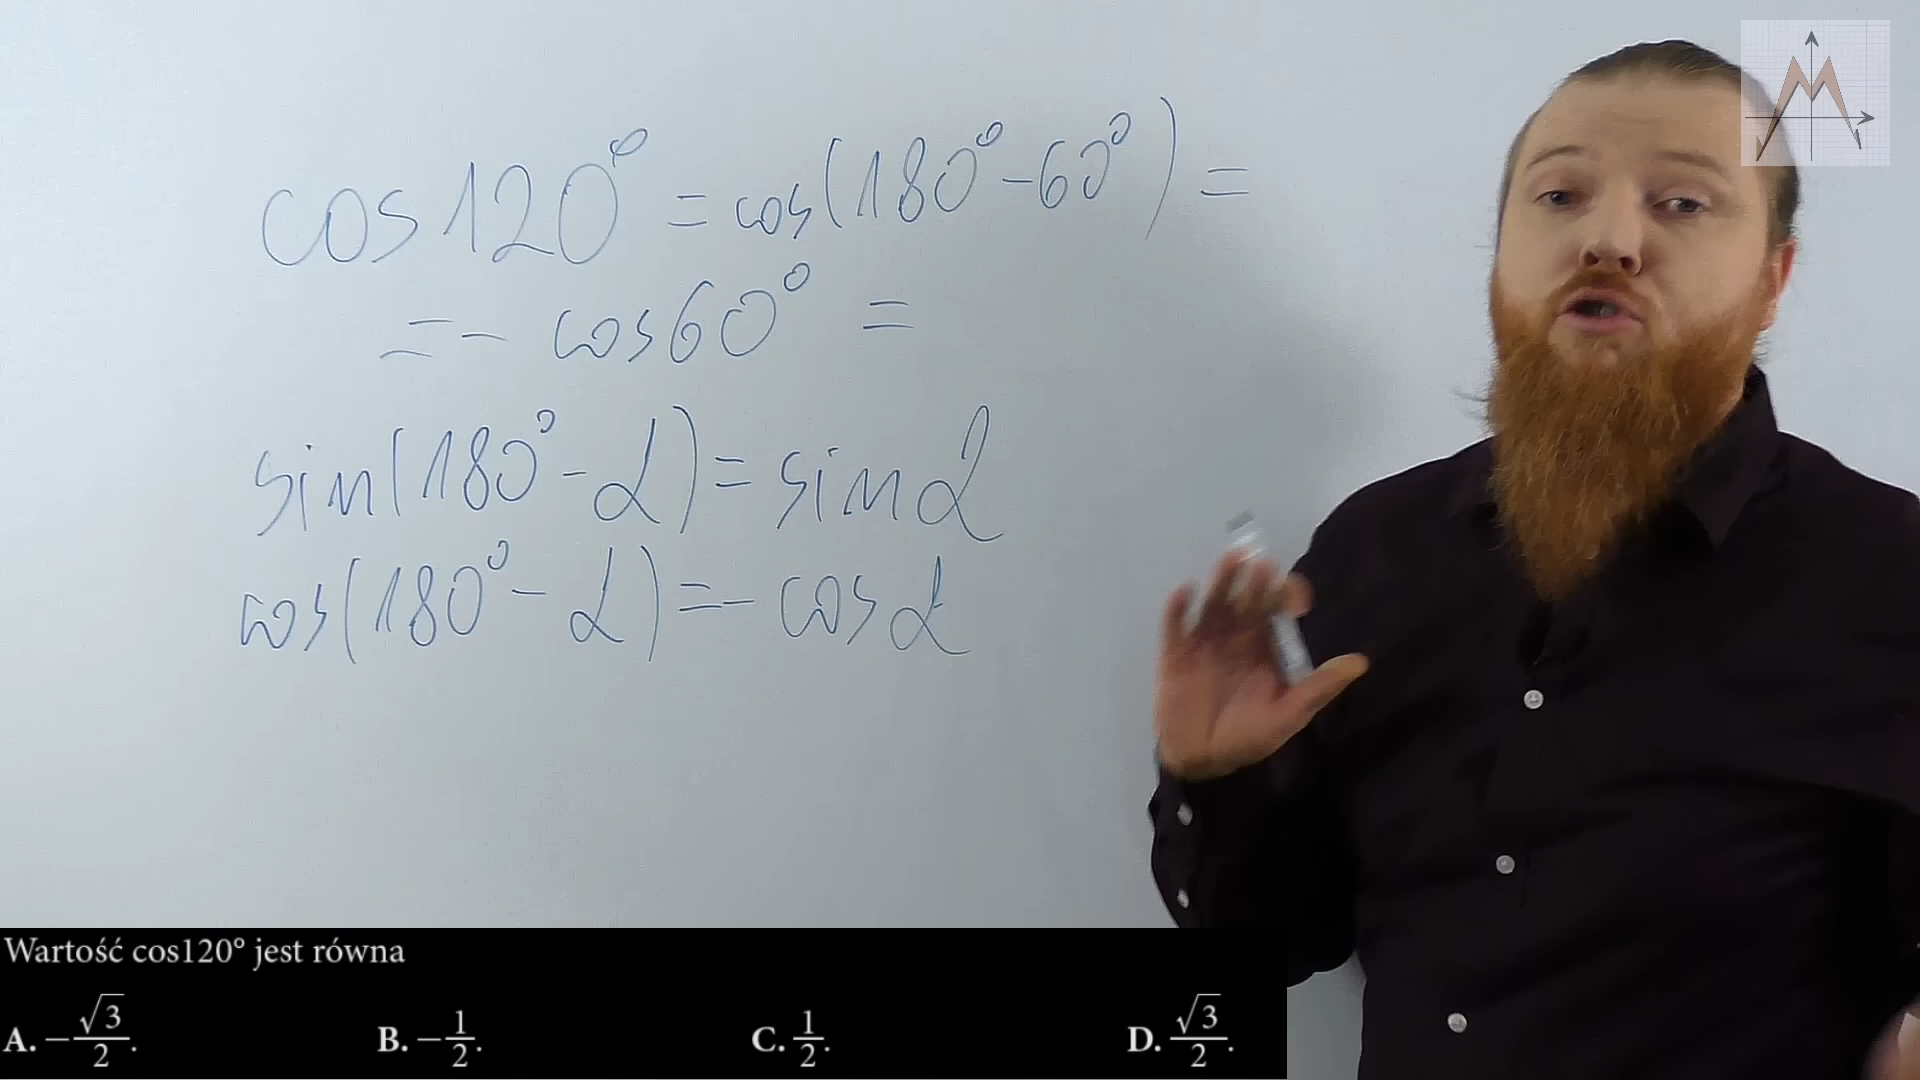 cos 120° = cos(180° - 60°) =
= - cos 60° =
sin(180° - α) = sin α
cos(180° - α) = - cos α
Wartość cos120° jest równa
A. -√3/2. B. -1/2. C. 1/2. D. √3/2.